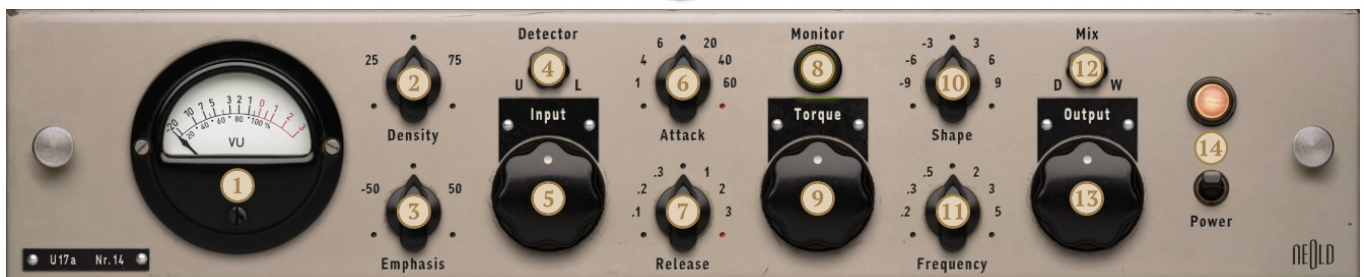 -20 10 7 5 3 2 1 0 1 2 3
20 40 60 80 100 %
VU
1
U17a Nr.14
25 75
2
Density
-50 50
3
Emphasis
Detector
4
U L
Input
5
6 20
4 40
1 60
6
Attack
.3 1
.2 2
.1 3
7
Release
Monitor
8
Torque
9
-3 3
-6 6
-9 9
10
Shape
.5 2
.3 3
.2 5
11
Frequency
Mix
12
D W
Output
13
14
Power
NEOLD